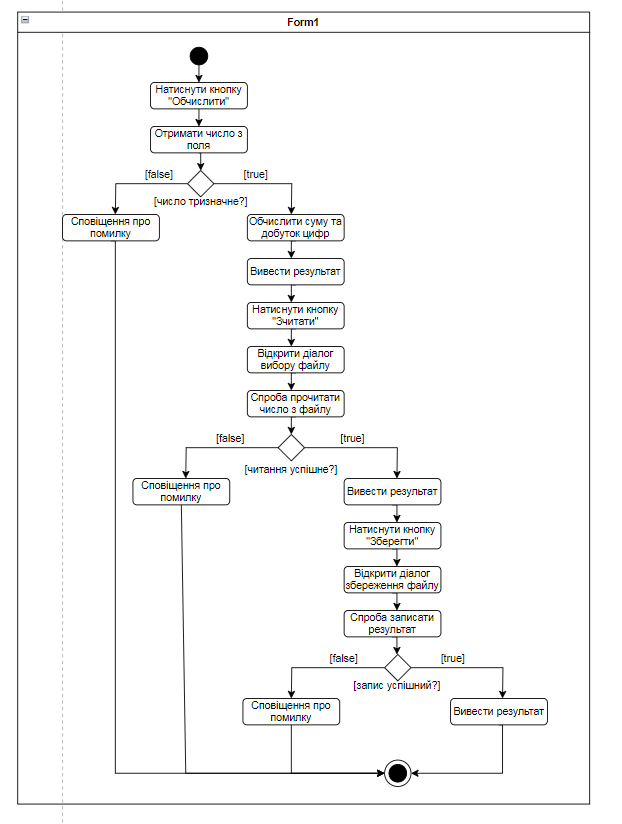 Form1
Натиснути кнопку
"Обчислити"
Отримати число з
поля
[false]
[true]
[число тризначне?]
Сповіщення про
помилку
Обчислити суму та
добуток цифр
Вивести результат
Натиснути кнопку
"Зчитати"
Відкрити діалог
вибору файлу
Спроба прочитати
число з файлу
[false]
[true]
[читання успішне?]
Сповіщення про
помилку
Вивести результат
Натиснути кнопку
"Зберегти"
Відкрити діалог
збереження файлу
Спроба записати
результат
[false]
[true]
[запис успішний?]
Сповіщення про
помилку
Вивести результат